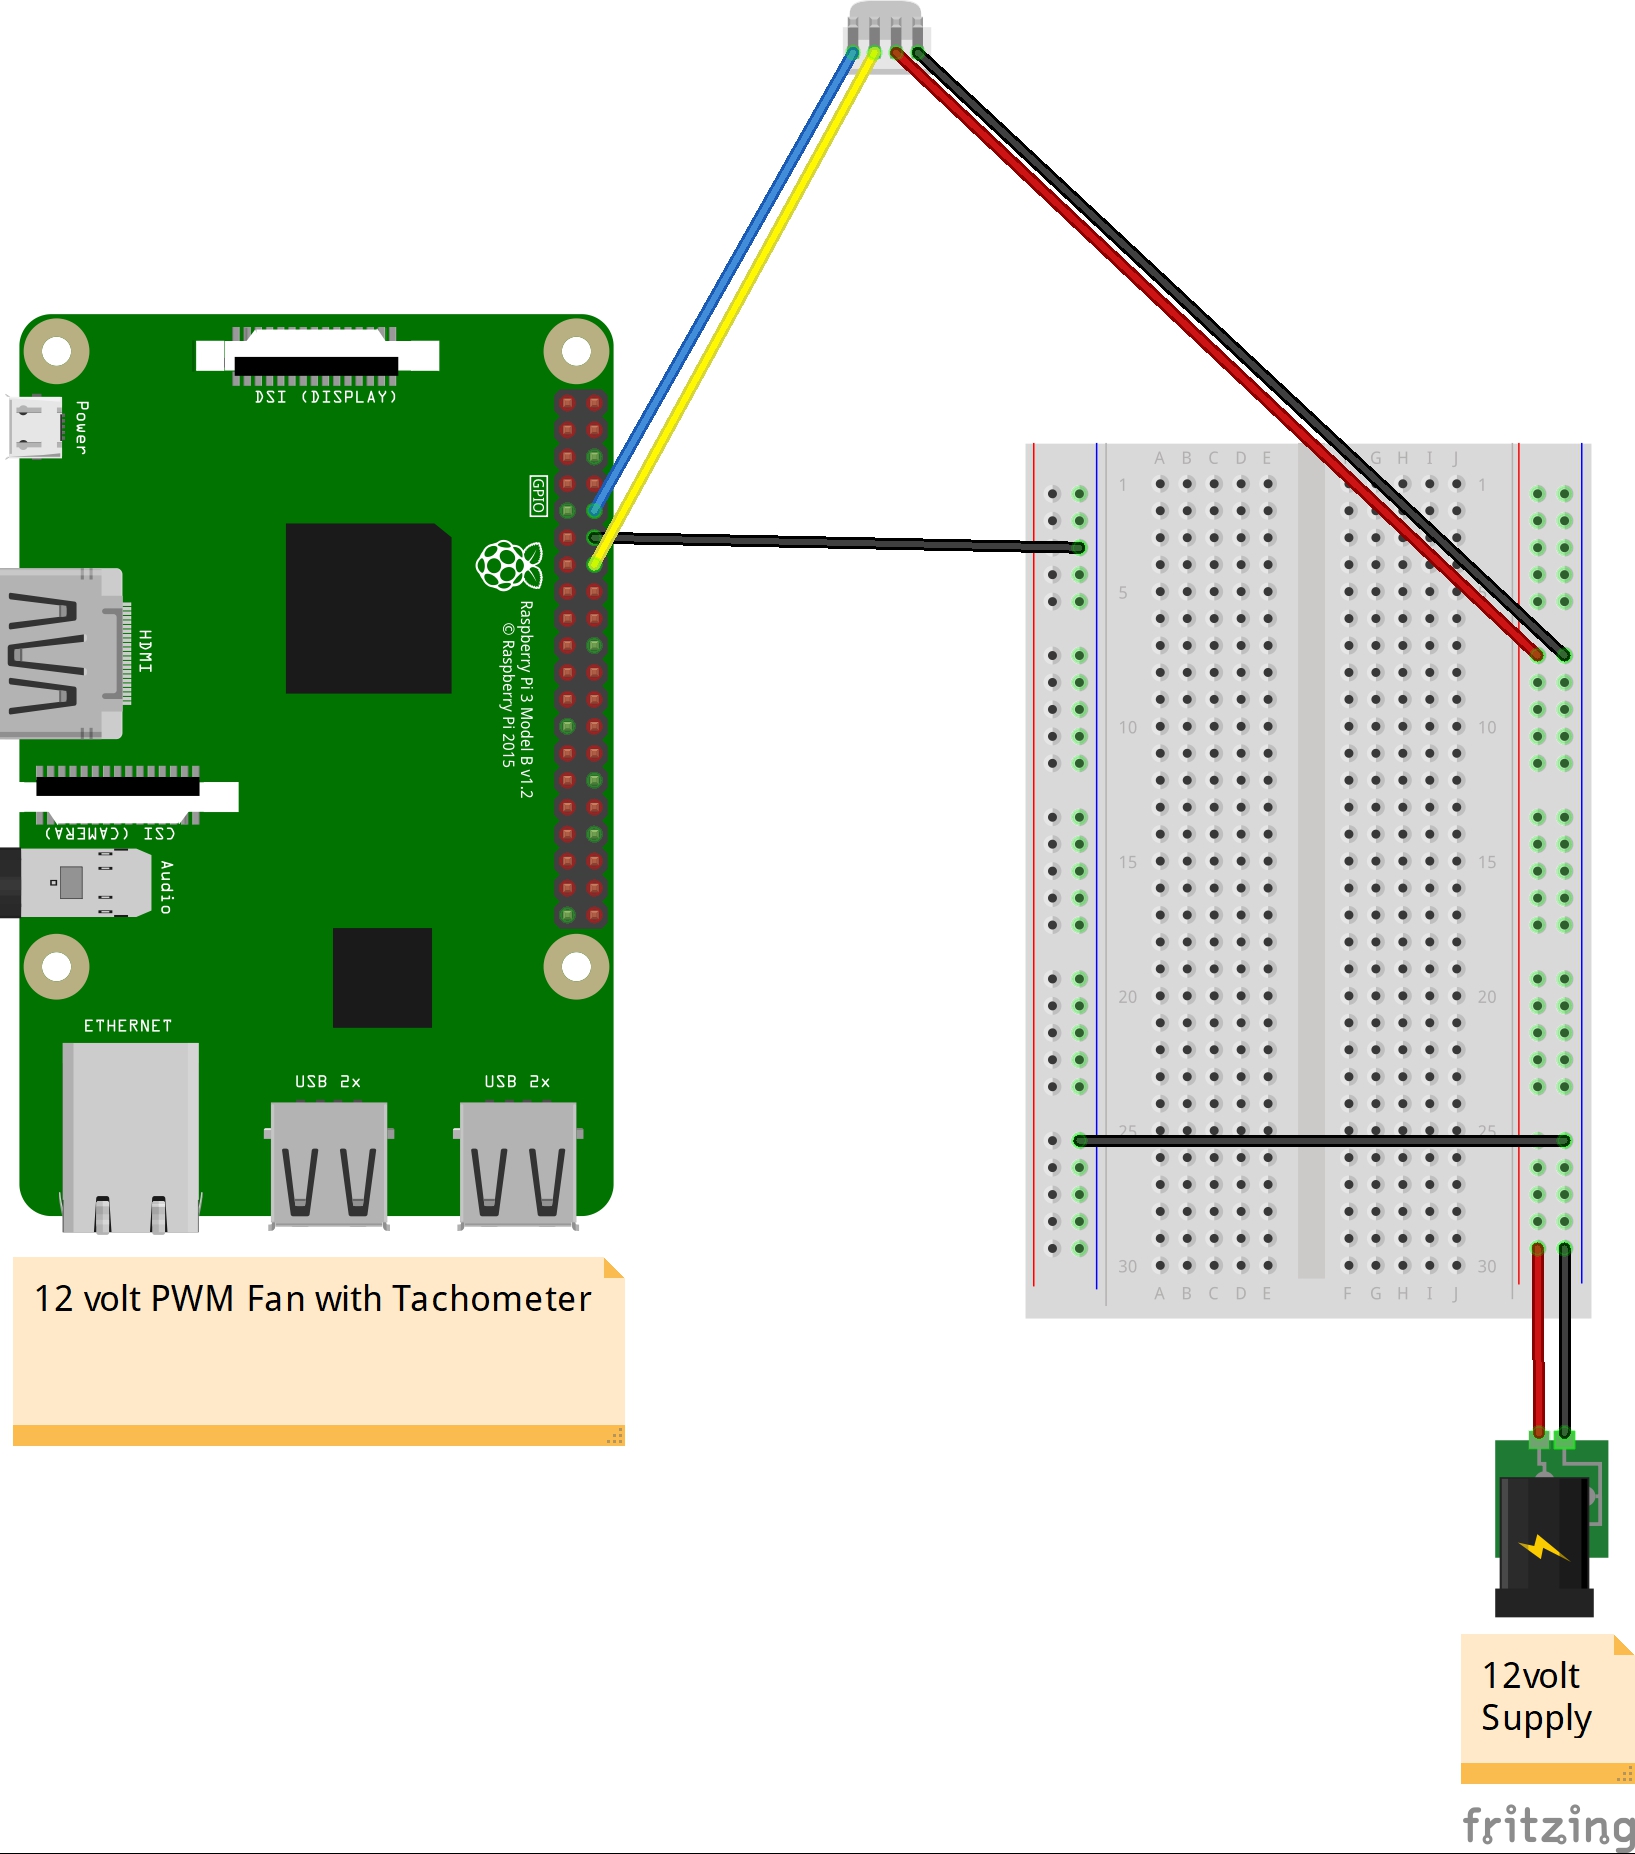 DSI (DISPLAY)
Power
GPIO
HDMI
Raspberry Pi 3 Model B v1.2
© Raspberry Pi 2015
CSI (CAMERA)
Audio
ETHERNET
USB 2x
USB 2x
A B C D E G H I J
1 1
5
10 10
15 15
20 20
25 25
30 30
A B C D E F G H I J
12 volt PWM Fan with Tachometer
12volt
Supply
fritzing